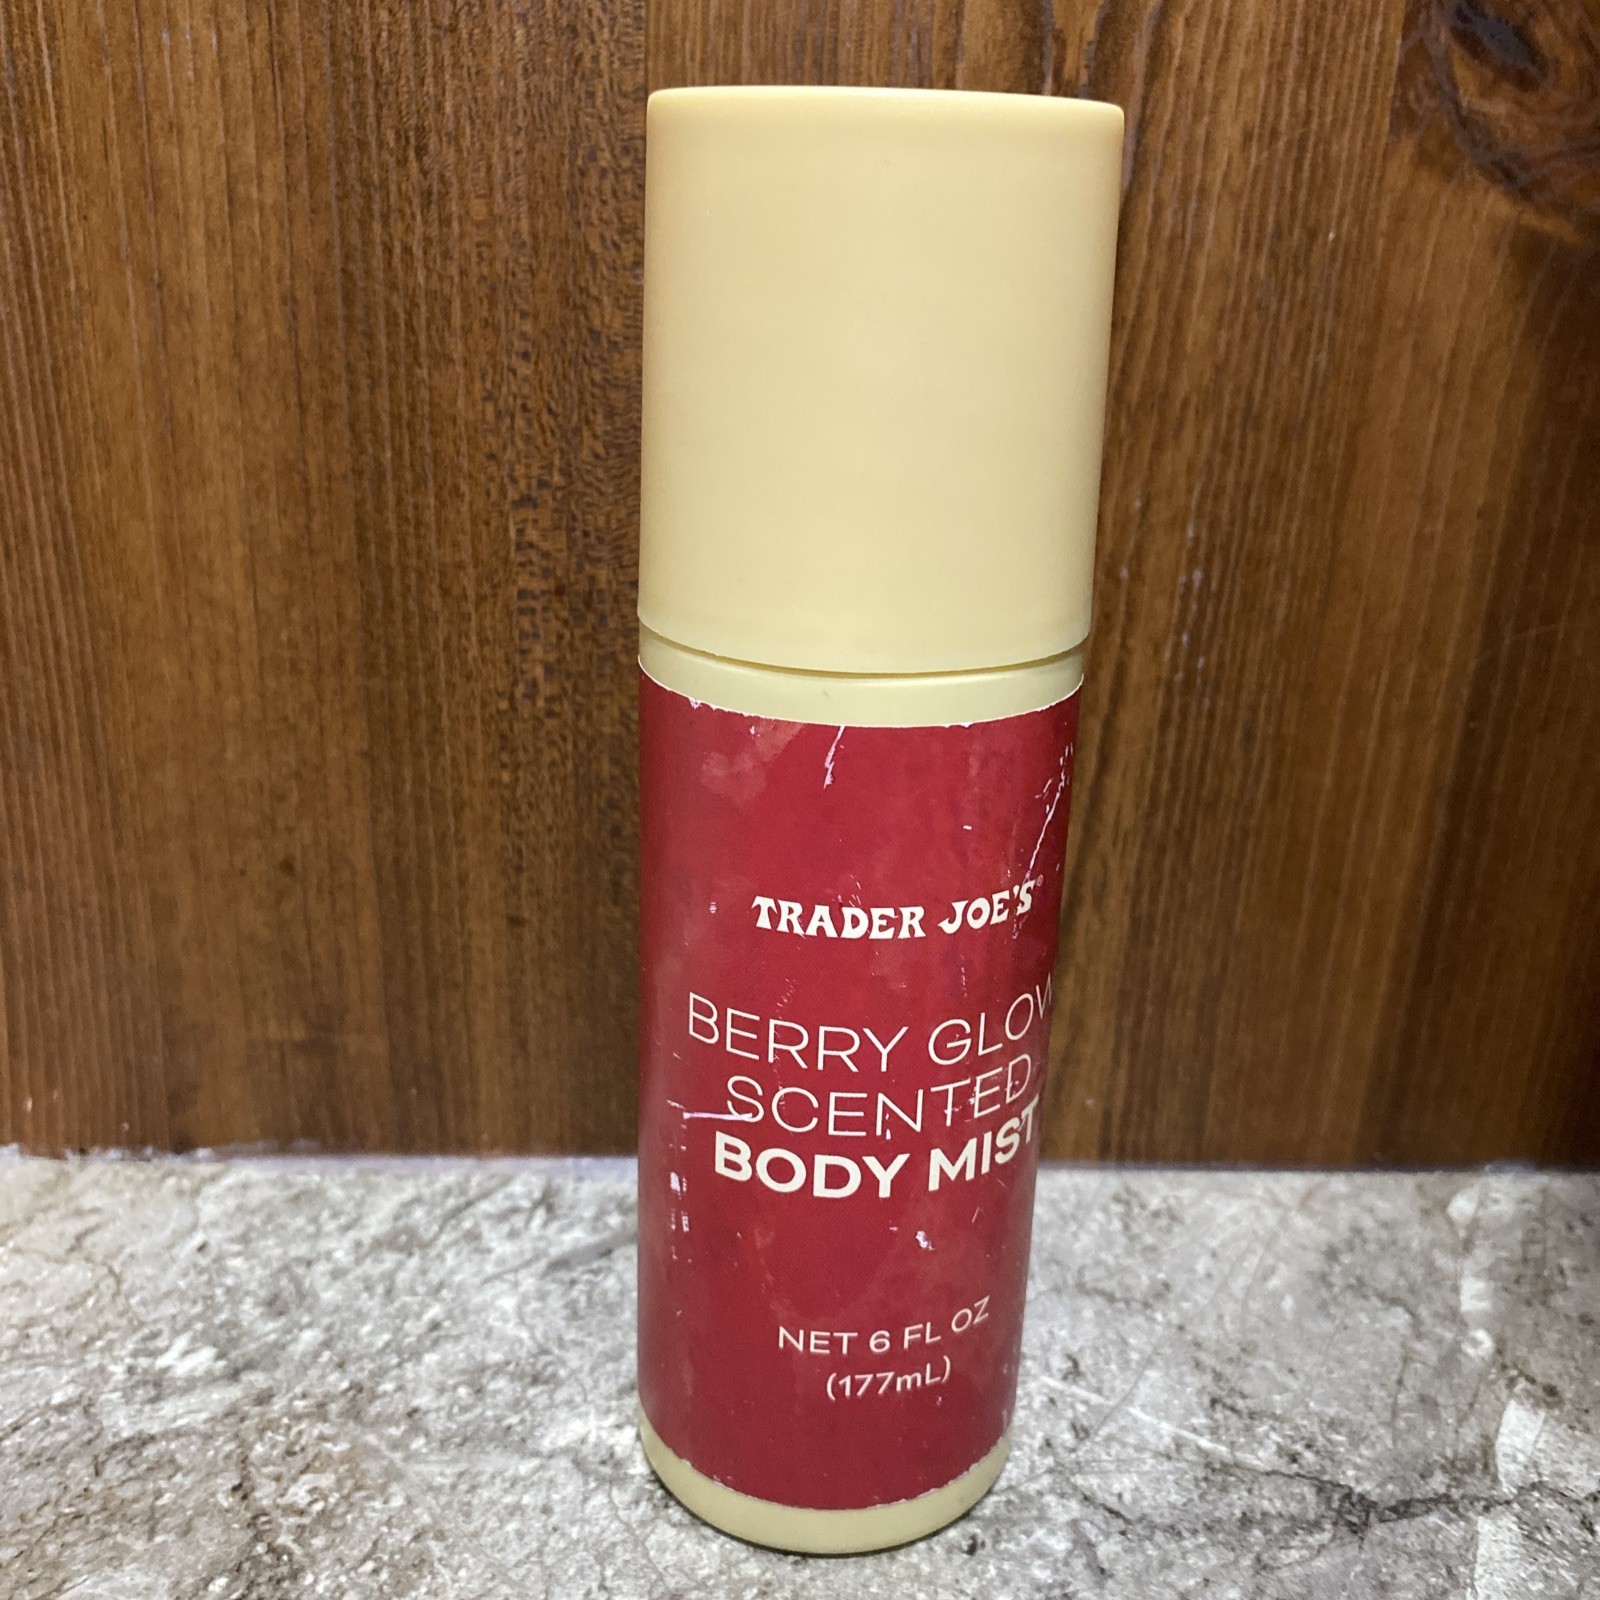 TRADER JOE'S®
BERRY GLOW
SCENTED
BODY MIST
NET 6 FL OZ
(177mL)